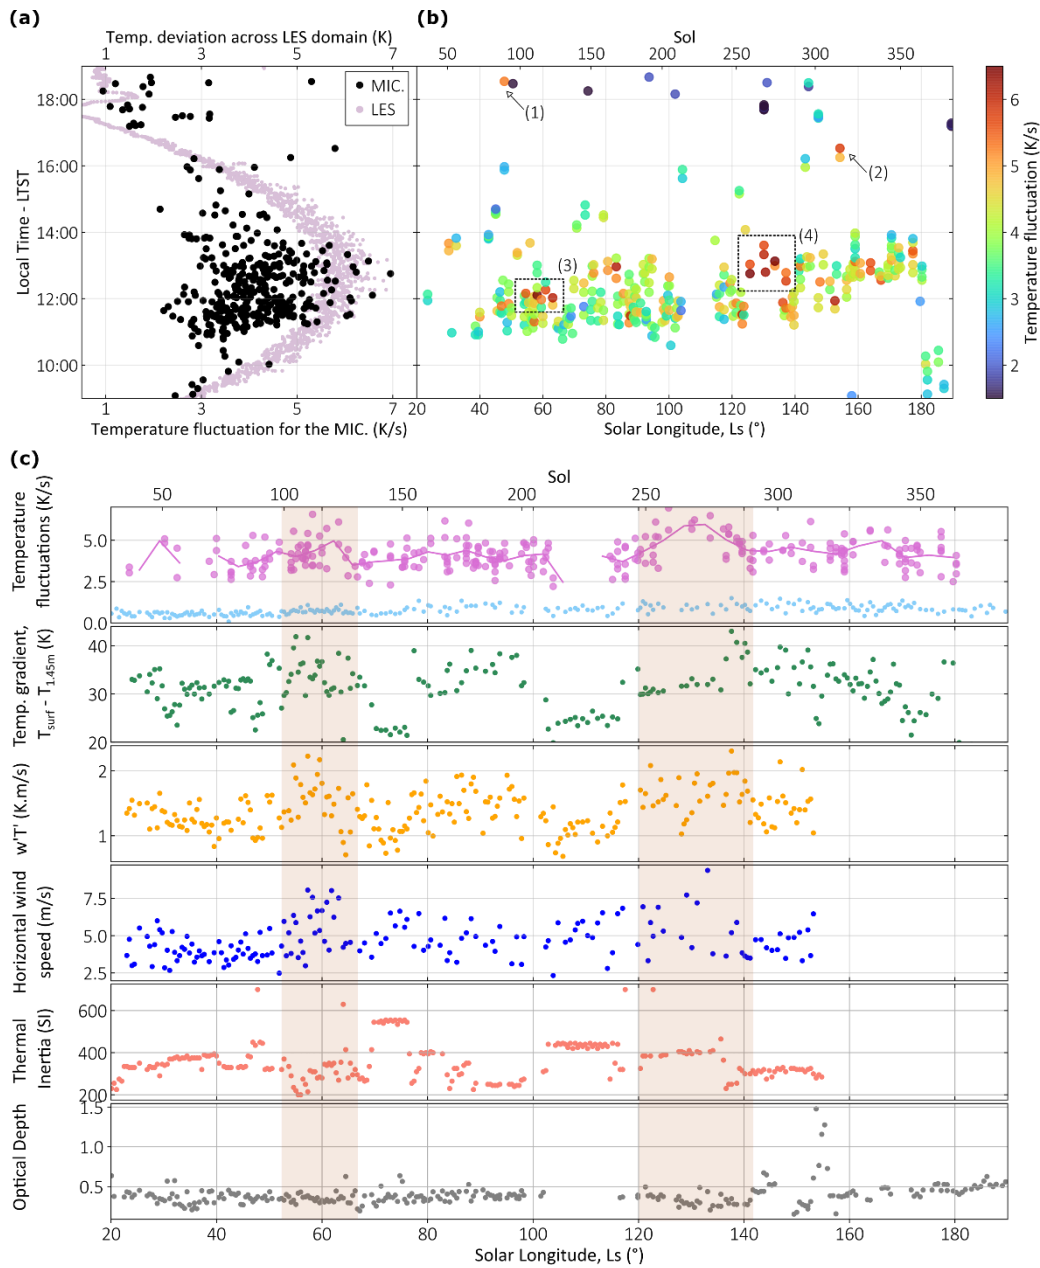 (a)
(b)
Temp. deviation across LES domain (K)
Sol
1 3 5 7
50 100 150 200 250 300 350
MIC.
LES
18:00
16:00
14:00
12:00
10:00
Local Time - LTST
(1)
(2)
(3)
(4)
6
5
4
3
2
Temperature fluctuation (K/s)
1 3 5 7
20 40 60 80 100 120 140 160 180
Temperature fluctuation for the MIC. (K/s)
Solar Longitude, Ls (°)
(c)
Sol
50 100 150 200 250 300 350
Temperature
fluctuations (K/s)
5.0
2.5
0.0
Temp. gradient,
Tsurf - T1.45m (K)
40
30
20
w'T' (K.m/s)
2
1
Horizontal wind
speed (m/s)
7.5
5.0
2.5
Thermal
Inertia (SI)
600
400
200
Optical Depth
1.5
1.0
0.5
20 40 60 80 100 120 140 160 180
Solar Longitude, Ls (°)